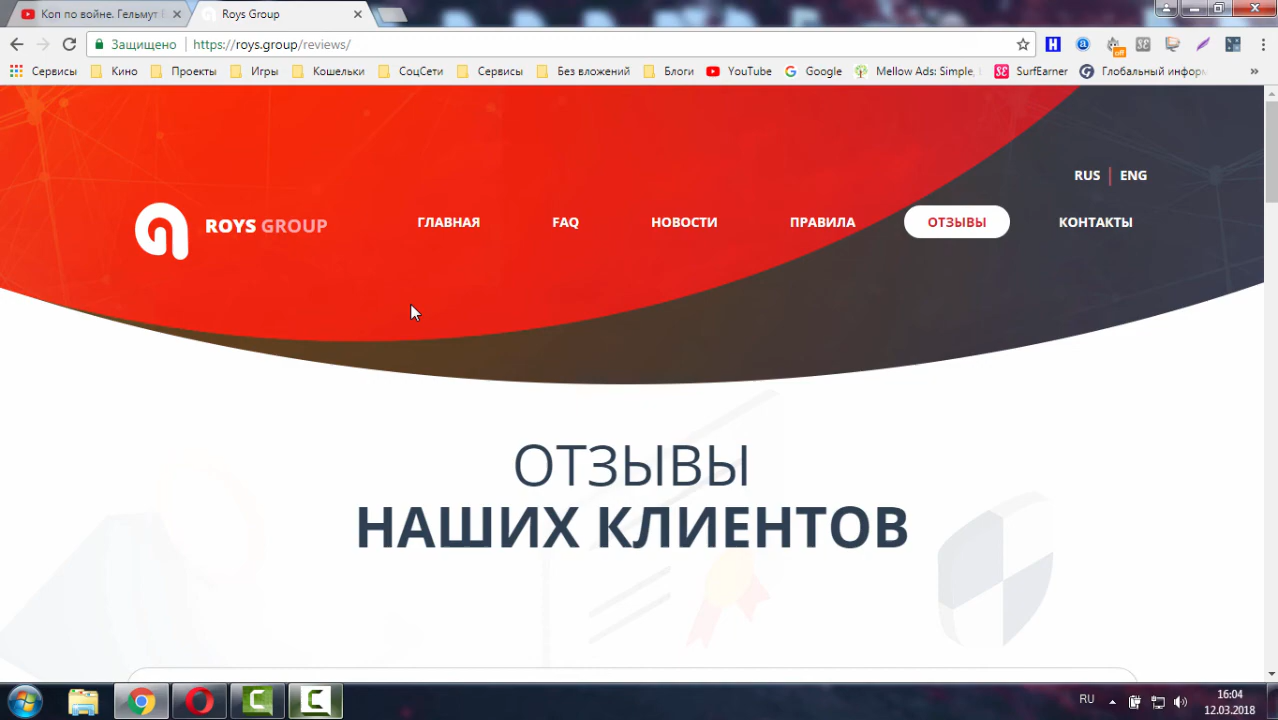 Коп по войне. Гельмут
Roys Group
Защищено
https://roys.group/reviews/
off
Сервисы
Кино
Проекты
Игры
Кошельки
СоцСети
Сервисы
Без вложений
Блоги
YouTube
Google
Mellow Ads: Simple,
SurfEarner
Глобальный информ
RUS | ENG
ROYS GROUP
ГЛАВНАЯ
FAQ
НОВОСТИ
ПРАВИЛА
ОТЗЫВЫ
КОНТАКТЫ
ОТЗЫВЫ
НАШИХ КЛИЕНТОВ
RU
16:04
12.03.2018